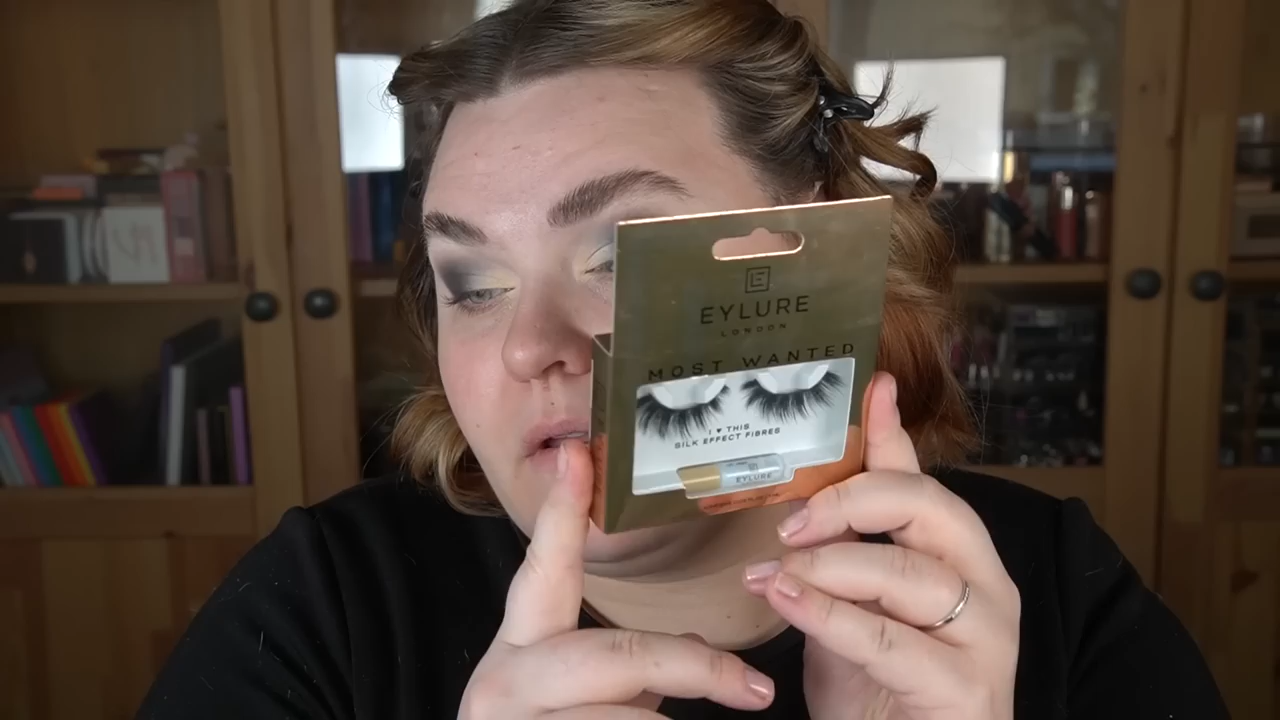 E
EYLURE
LONDON
MOST WANTED
I ♥ THIS
SILK EFFECT FIBRES
EYLURE